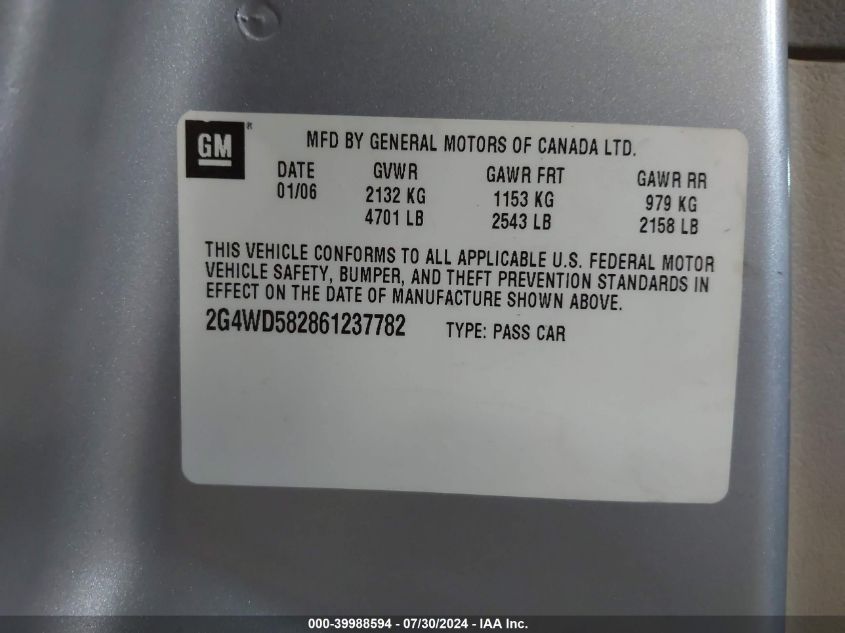 GM ®
MFD BY GENERAL MOTORS OF CANADA LTD.
DATE GVWR GAWR FRT GAWR RR
01/06 2132 KG 1153 KG 979 KG
4701 LB 2543 LB 2158 LB
THIS VEHICLE CONFORMS TO ALL APPLICABLE U.S. FEDERAL MOTOR
VEHICLE SAFETY, BUMPER, AND THEFT PREVENTION STANDARDS IN
EFFECT ON THE DATE OF MANUFACTURE SHOWN ABOVE.
2G4WD582861237782 TYPE: PASS CAR
000-39988594 - 07/30/2024 - IAA Inc.